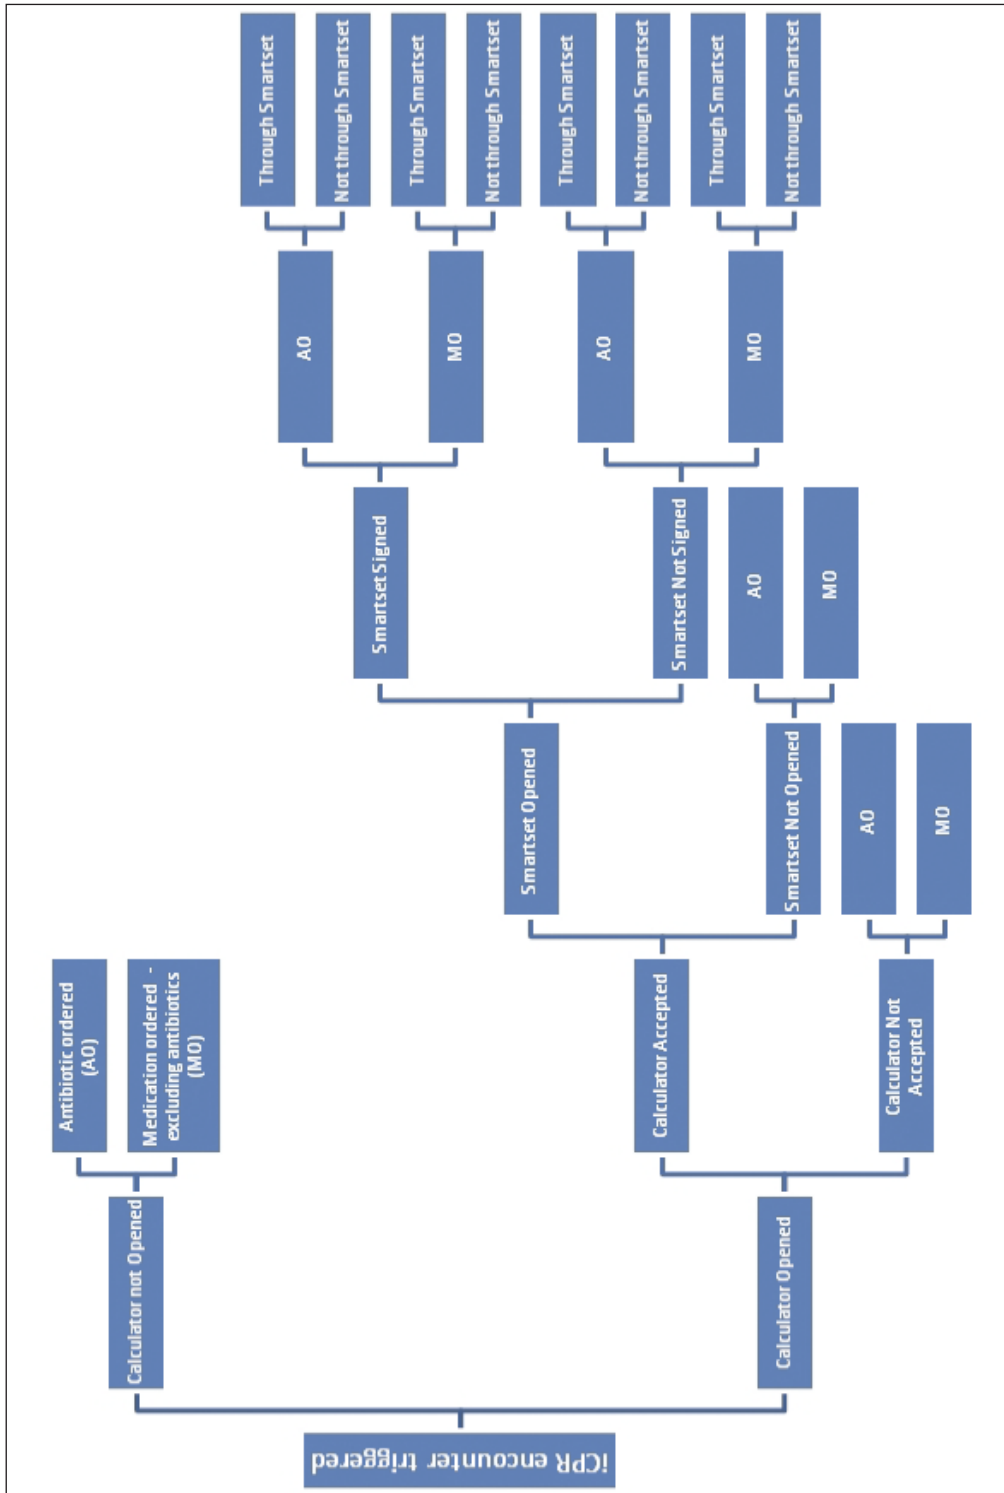 iCPR encounter triggered
Calculator not Opened
Antibiotic ordered
(AO)
Medication ordered -
excluding antibiotics
(MO)
Calculator Opened
Calculator Accepted
Smartset Opened
Smartset Signed
AO
Through Smartset
Not through Smartset
MO
Through Smartset
Not through Smartset
Smartset Not Signed
AO
Through Smartset
Not through Smartset
MO
Through Smartset
Not through Smartset
Smartset Not Opened
AO
MO
Calculator Not
Accepted
AO
MO